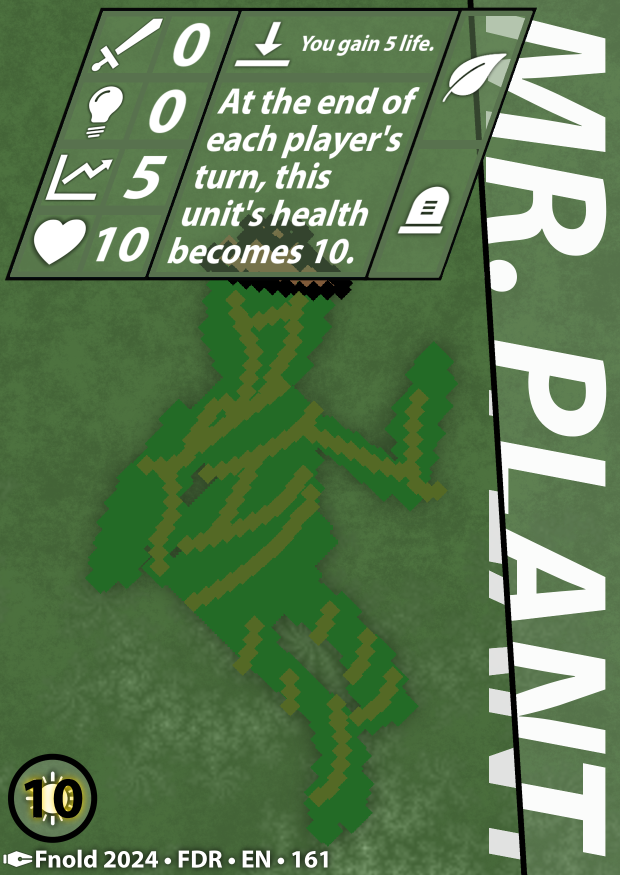 0
You gain 5 life.
0
At the end of
each player's
turn, this
unit's health
becomes 10.
5
10
MR. PLANT
10
Fnold 2024 • FDR • EN • 161